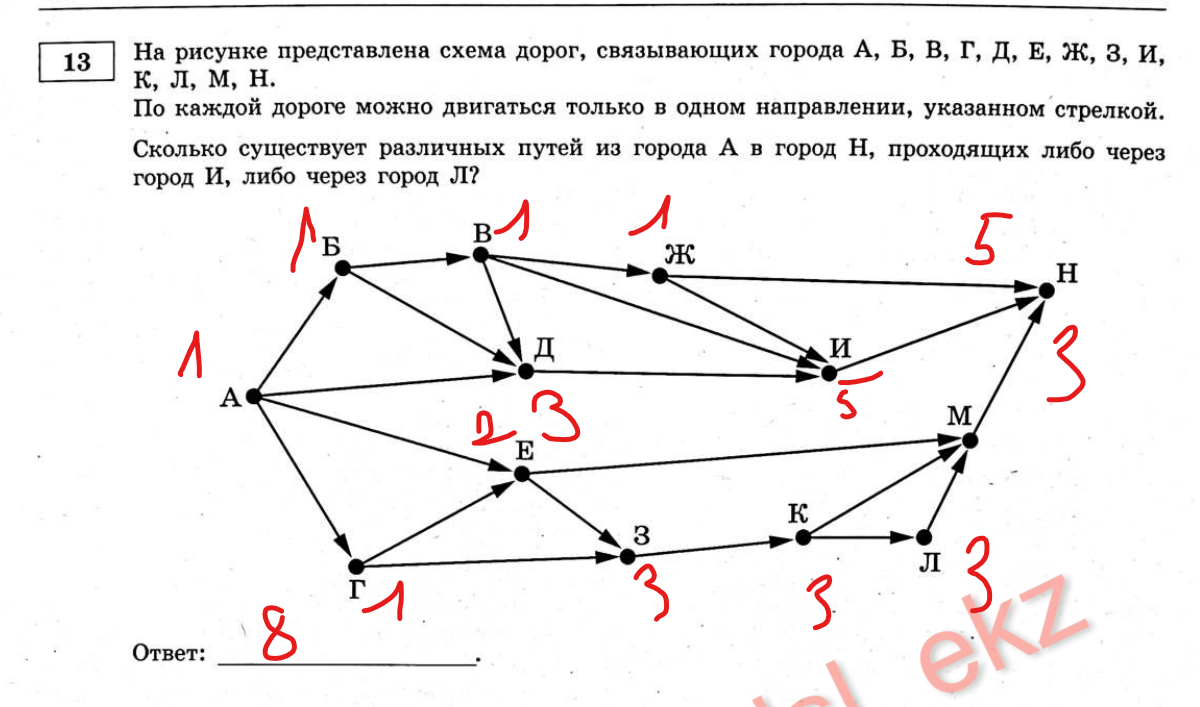 13
На рисунке представлена схема дорог, связывающих города А, Б, В, Г, Д, Е, Ж, З, И,
К, Л, М, Н.
По каждой дороге можно двигаться только в одном направлении, указанном стрелкой.
Сколько существует различных путей из города А в город Н, проходящих либо через
город И, либо через город Л?
1 Б В 1 1 Ж 5 Н
1 Д И 3
А 3 5
2 Е М
К
З Л
Г 1 3 3 3
Ответ: 8 .
ekz